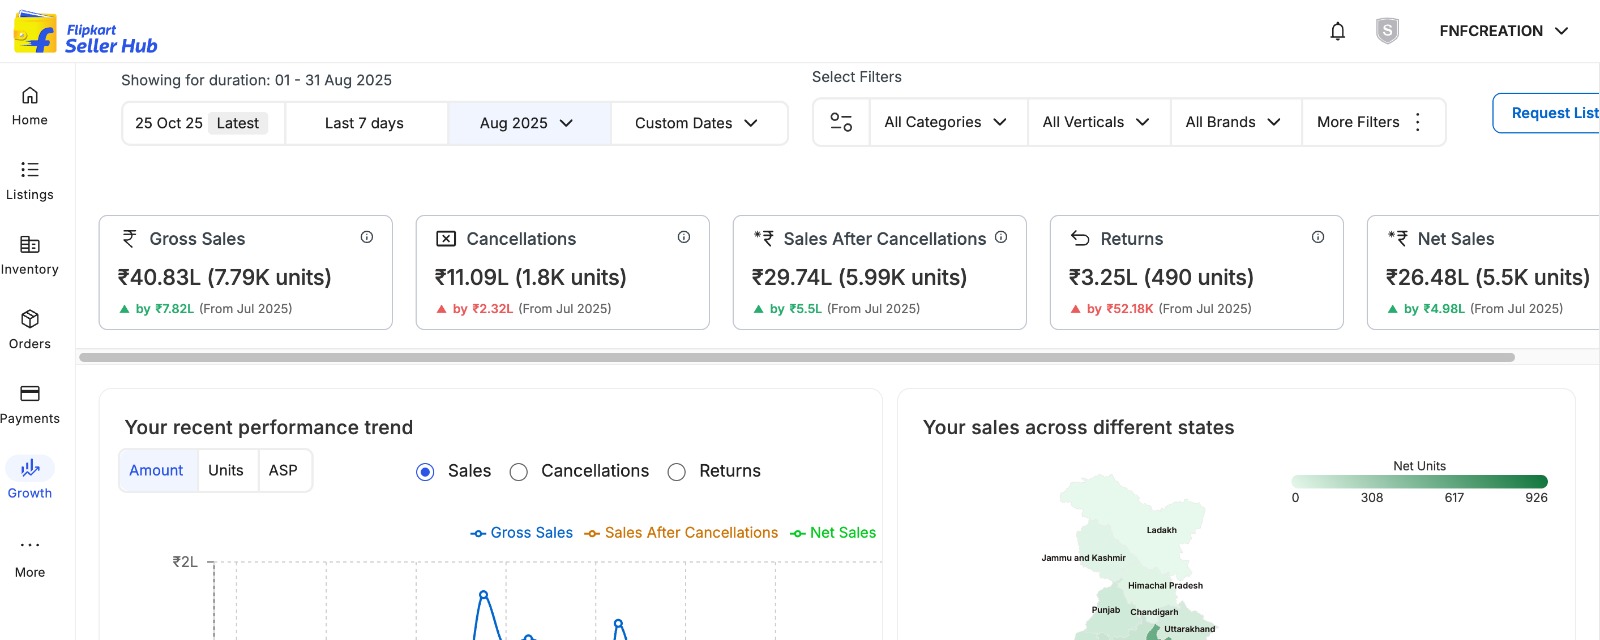 Flipkart
Seller Hub
FNFCREATION
Showing for duration: 01 - 31 Aug 2025
Select Filters
25 Oct 25 Latest
Last 7 days
Aug 2025
Custom Dates
All Categories
All Verticals
All Brands
More Filters
Request List
Home
Listings
Inventory
Orders
Payments
Growth
More
Gross Sales
₹40.83L (7.79K units)
▲ by ₹7.82L (From Jul 2025)
Cancellations
₹11.09L (1.8K units)
▲ by ₹2.32L (From Jul 2025)
*₹ Sales After Cancellations
₹29.74L (5.99K units)
▲ by ₹5.5L (From Jul 2025)
Returns
₹3.25L (490 units)
▲ by ₹52.18K (From Jul 2025)
*₹ Net Sales
₹26.48L (5.5K units)
▲ by ₹4.98L (From Jul 2025)
Your recent performance trend
Amount
Units
ASP
Sales
Cancellations
Returns
Gross Sales
Sales After Cancellations
Net Sales
₹2L
Your sales across different states
Net Units
0 308 617 926
Ladakh
Jammu and Kashmir
Himachal Pradesh
Punjab
Chandigarh
Uttarakhand